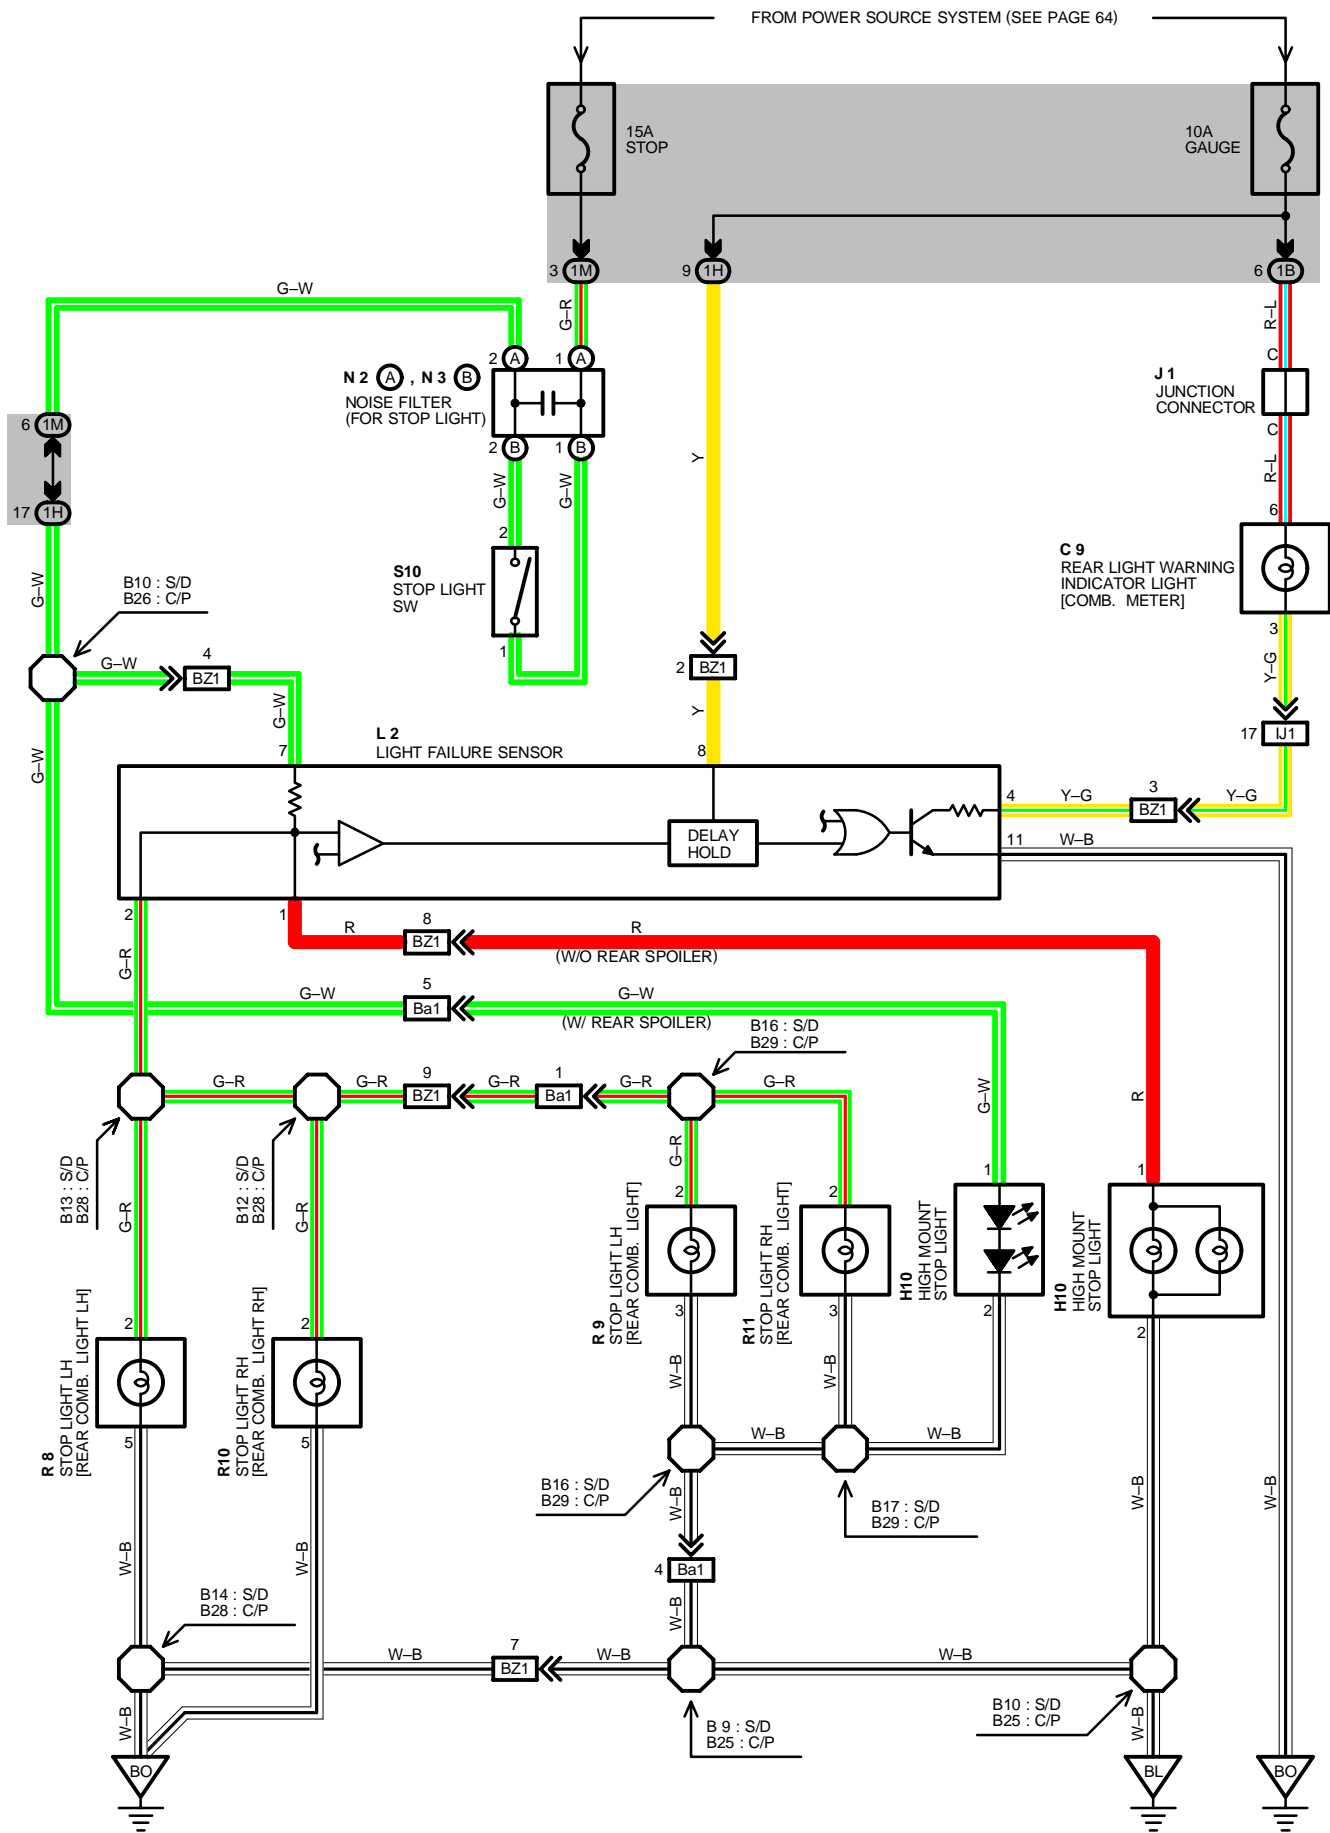 FROM POWER SOURCE SYSTEM (SEE PAGE 64)
15A
STOP
10A
GAUGE
3 1M
9 1H
6 1B
G–W
G–R
R–L
C
2 A
1 A
N 2 A , N 3 B
NOISE FILTER
(FOR STOP LIGHT)
J 1
JUNCTION
CONNECTOR
6 1M
2 B
1 B
C
R–L
Y
G–W
G–W
17 1H
6
2
C 9
REAR LIGHT WARNING
INDICATOR LIGHT
[COMB. METER]
S10
STOP LIGHT
SW
B10 : S/D
B26 : C/P
G–W
3
1
4
G–W
BZ1
2 BZ1
Y–G
G–W
Y
17 IJ1
L 2
LIGHT FAILURE SENSOR
7
8
G–W
4
Y–G
3
BZ1
Y–G
DELAY
HOLD
11
W–B
2
1
R
8
BZ1
R
(W/O REAR SPOILER)
G–R
G–W
5
Ba1
G–W
(W/ REAR SPOILER)
B16 : S/D
B29 : C/P
G–R
G–R
9
BZ1
G–R
1
Ba1
G–R
G–R
G–W
R
B13 : S/D
B28 : C/P
G–R
B12 : S/D
B28 : C/P
G–R
G–R
2
2
1
1
R 9
STOP LIGHT LH
[REAR COMB. LIGHT]
R11
STOP LIGHT RH
[REAR COMB. LIGHT]
H10
HIGH MOUNT
STOP LIGHT
H10
HIGH MOUNT
STOP LIGHT
3
3
2
2
2
2
R 8
STOP LIGHT LH
[REAR COMB. LIGHT LH]
R10
STOP LIGHT RH
[REAR COMB. LIGHT RH]
5
5
W–B
W–B
W–B
W–B
B16 : S/D
B29 : C/P
W–B
B17 : S/D
B29 : C/P
W–B
W–B
W–B
W–B
4 Ba1
B14 : S/D
B28 : C/P
W–B
W–B
7
BZ1
W–B
W–B
W–B
B 9 : S/D
B25 : C/P
B10 : S/D
B25 : C/P
W–B
BO
BL
BO